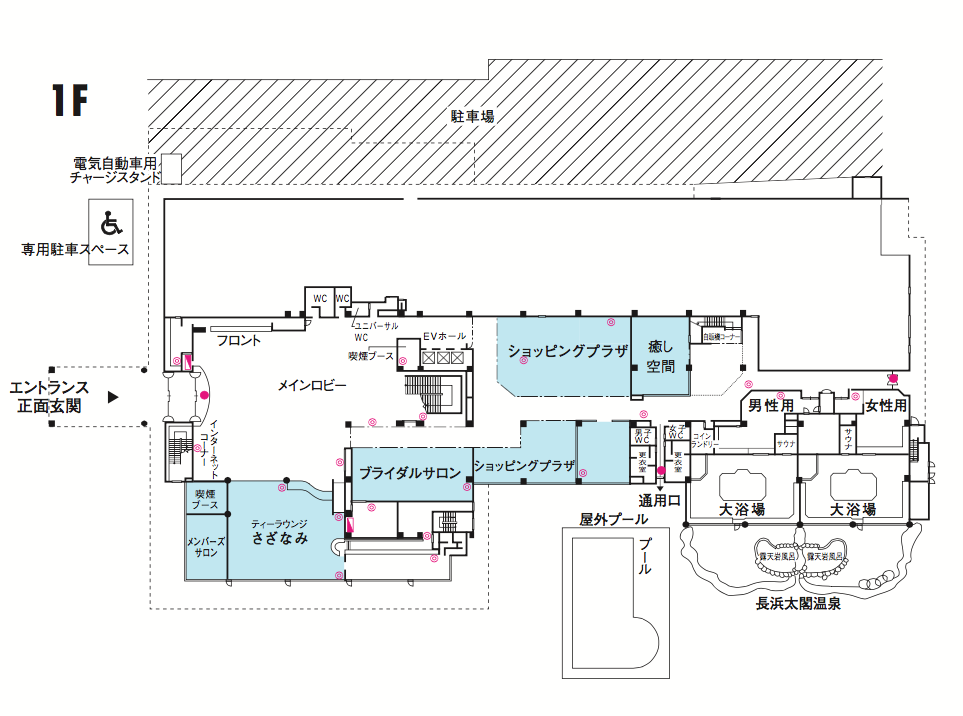 1F
駐車場
電気自動車用
チャージスタンド
専用駐車スペース
WC
WC
ユニバーサル
WC
フロント
喫煙ブース
EVホール
ショッピングプラザ
癒し
空間
自販機コーナー
エントランス
正面玄関
メインロビー
男性用
女性用
インターネット
コーナー
男子
WC
女子
WC
コイン
ランドリー
サウナ
サウナ
ブライダルサロン
ショッピングプラザ
更衣室
更衣室
喫煙
ブース
通用口
大浴場
大浴場
ティーラウンジ
さざなみ
メンバーズ
サロン
屋外プール
プール
露天岩風呂
露天岩風呂
長浜太閤温泉